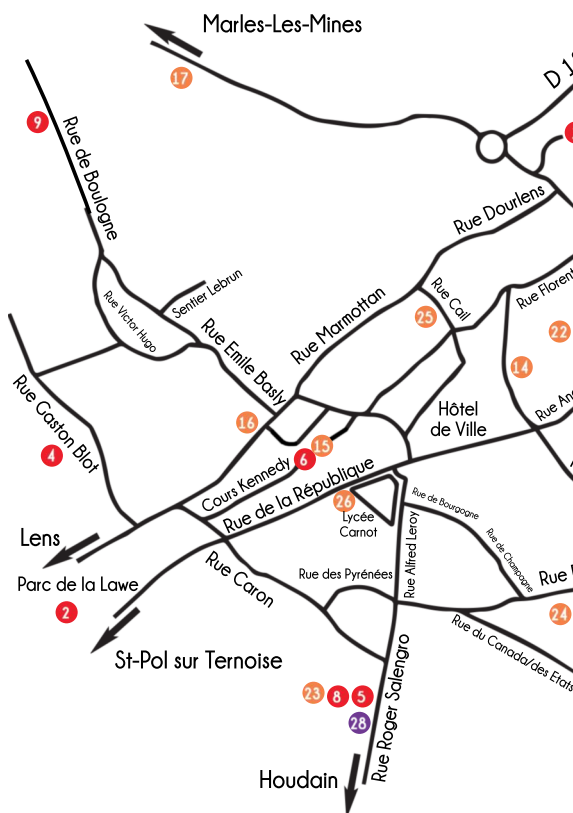 Marles-Les-Mines
17
9
Rue de Boulogne
Rue Dourlens
Sentier Lebrun
Rue Victor Hugo
Rue Emile Basly
Rue Marmottan
25
Rue Cail
22
14
Rue Gaston Blot
4
16
15
6
Cours Kennedy
Hôtel
de Ville
Rue de la République
26
Lycée
Carnot
Rue de Bourgogne
Rue de Champagne
Rue Alfred Leroy
Lens
Parc de la Lawe
2
Rue Caron
Rue des Pyrénées
Rue
24
Rue du Canada/des Etats
St-Pol sur Ternoise
23
8
5
28
Rue Roger Salengro
Houdain